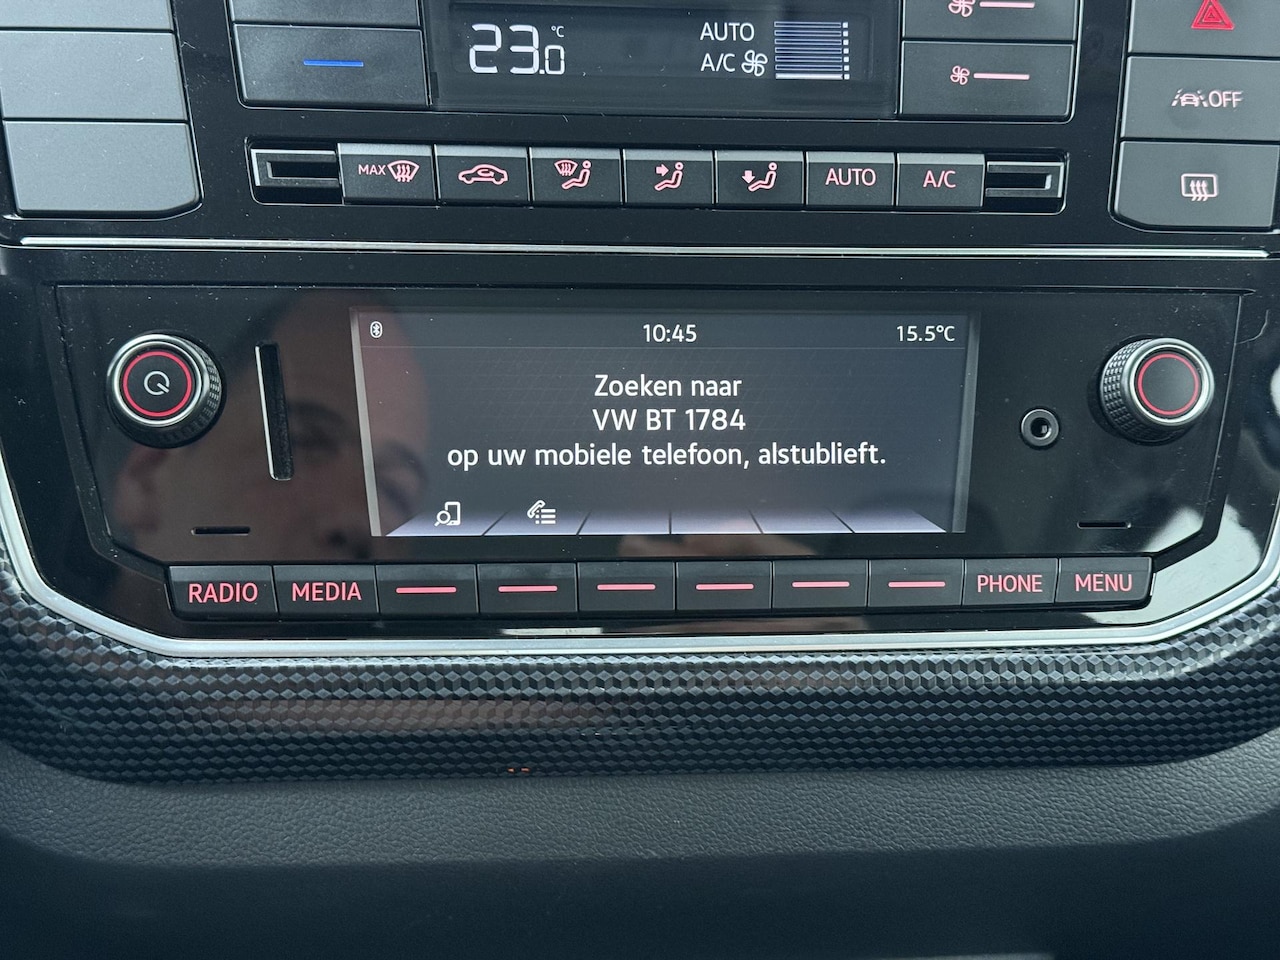 23.0 °C AUTO
A/C
OFF
MAX AUTO A/C
10:45 15.5°C
Zoeken naar
VW BT 1784
op uw mobiele telefoon, alstublieft.
RADIO MEDIA PHONE MENU